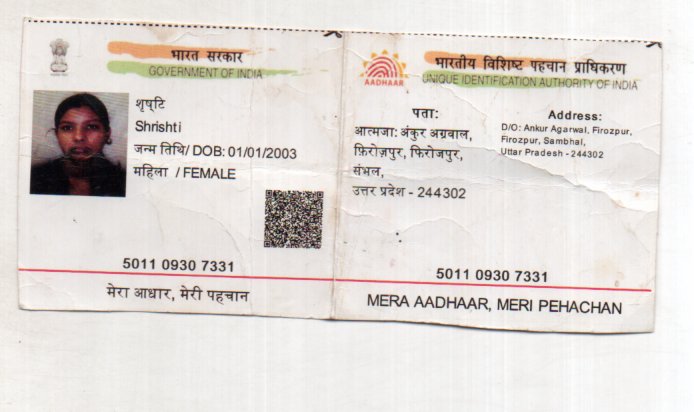 भारत सरकार
GOVERNMENT OF INDIA
शृष्टि
Shrishti
जन्म तिथि/ DOB: 01/01/2003
महिला / FEMALE
5011 0930 7331
मेरा आधार, मेरी पहचान
AADHAAR
भारतीय विशिष्ट पहचान प्राधिकरण
UNIQUE IDENTIFICATION AUTHORITY OF INDIA
पता:
आत्मजा: अंकुर अग्रवाल,
फ़िरोज़पुर, फिरोजपुर,
संभल,
उत्तर प्रदेश - 244302
Address:
D/O: Ankur Agarwal, Firozpur,
Firozpur, Sambhal,
Uttar Pradesh - 244302
5011 0930 7331
MERA AADHAAR, MERI PEHACHAN